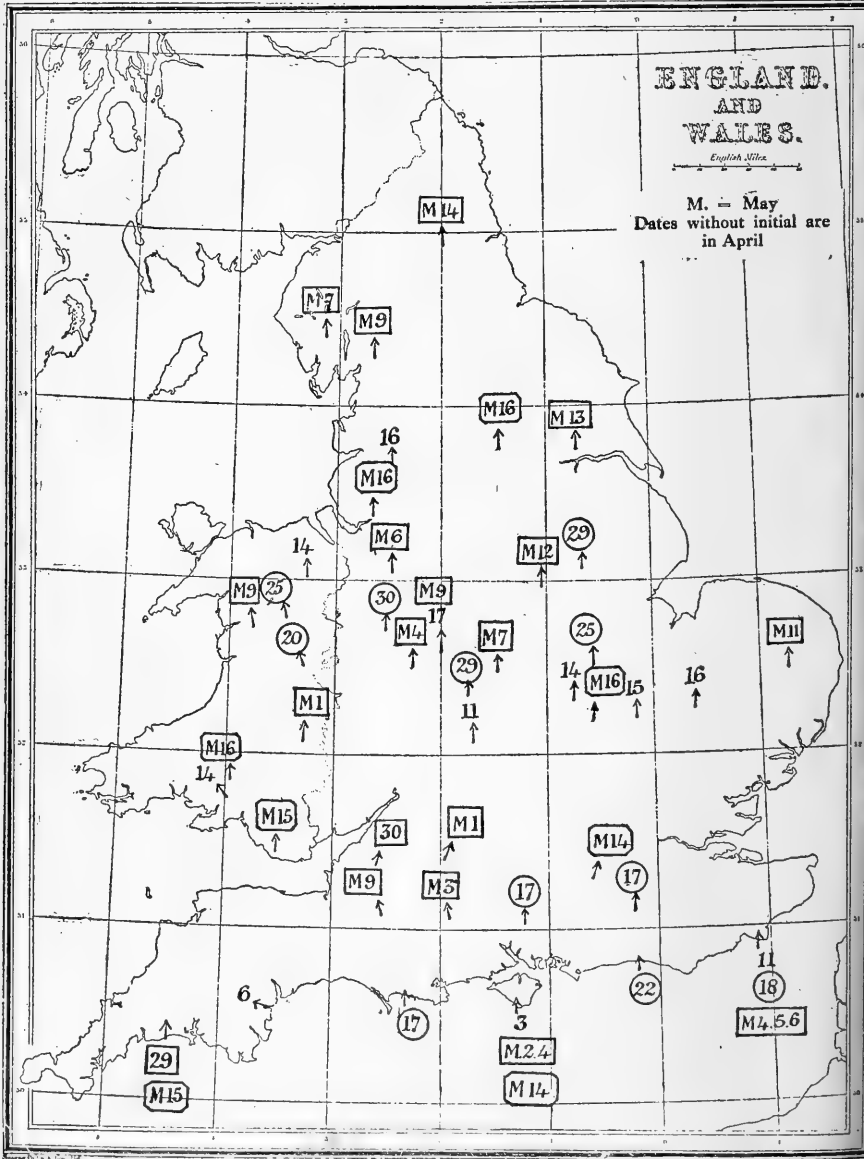 ENGLAND.
AND
WALES.
English Miles
M. = May
Dates without initial are
in April
M14
M7
M9
M16
M13
16
M16
M6
29
M12
14
M9
25
30
M9
17
20
M4
M7
25
M11
29
14
M16
15
16
M1
11
M16
14
M15
30
M1
M14
M9
M3
17
17
11
6
17
3
22
18
M.2.4
M4.5.6
29
M15
M14